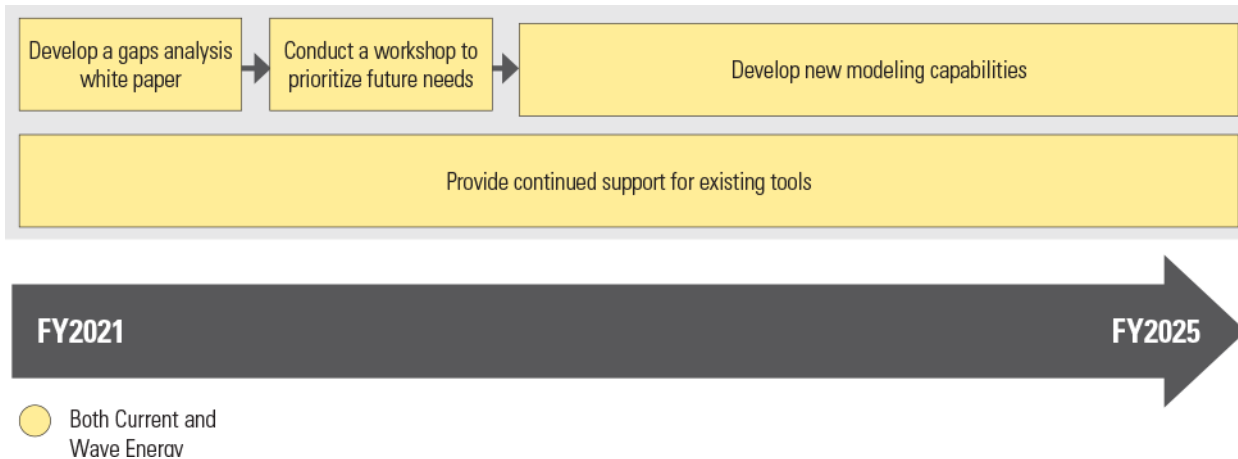 Develop a gaps analysis
white paper
Conduct a workshop to
prioritize future needs
Develop new modeling capabilities
Provide continued support for existing tools
FY2021
FY2025
Both Current and
Wave Energy